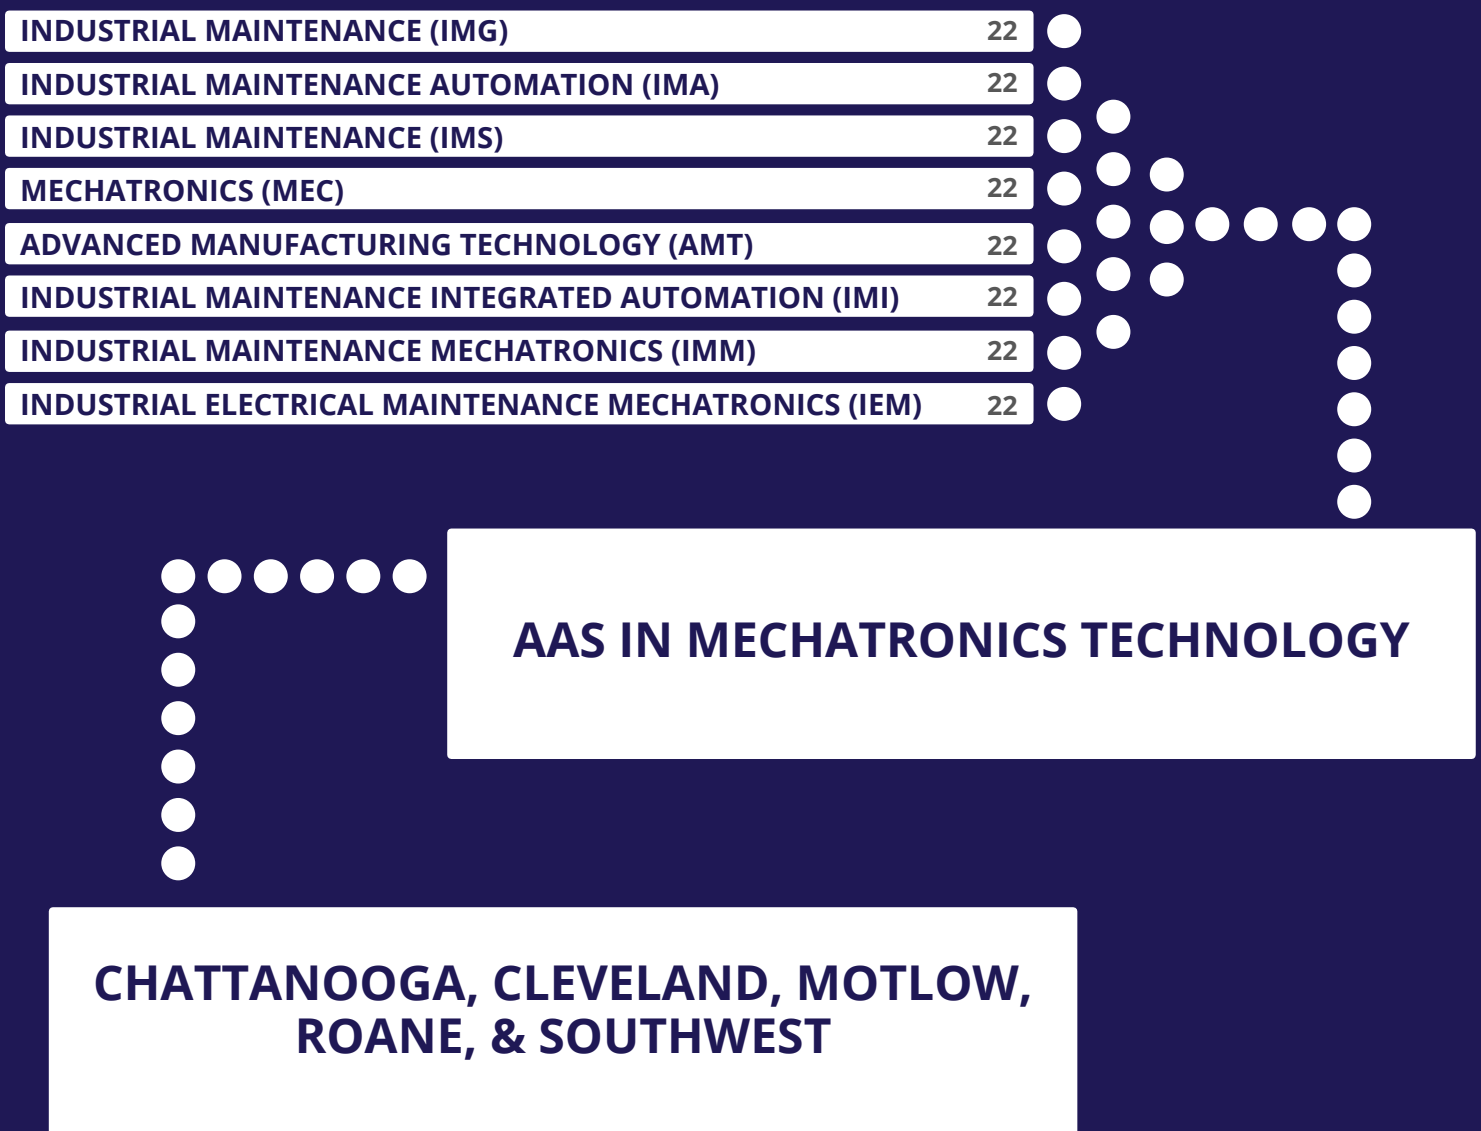 INDUSTRIAL MAINTENANCE (IMG) 22
INDUSTRIAL MAINTENANCE AUTOMATION (IMA) 22
INDUSTRIAL MAINTENANCE (IMS) 22
MECHATRONICS (MEC) 22
ADVANCED MANUFACTURING TECHNOLOGY (AMT) 22
INDUSTRIAL MAINTENANCE INTEGRATED AUTOMATION (IMI) 22
INDUSTRIAL MAINTENANCE MECHATRONICS (IMM) 22
INDUSTRIAL ELECTRICAL MAINTENANCE MECHATRONICS (IEM) 22
AAS IN MECHATRONICS TECHNOLOGY
CHATTANOOGA, CLEVELAND, MOTLOW,
ROANE, & SOUTHWEST